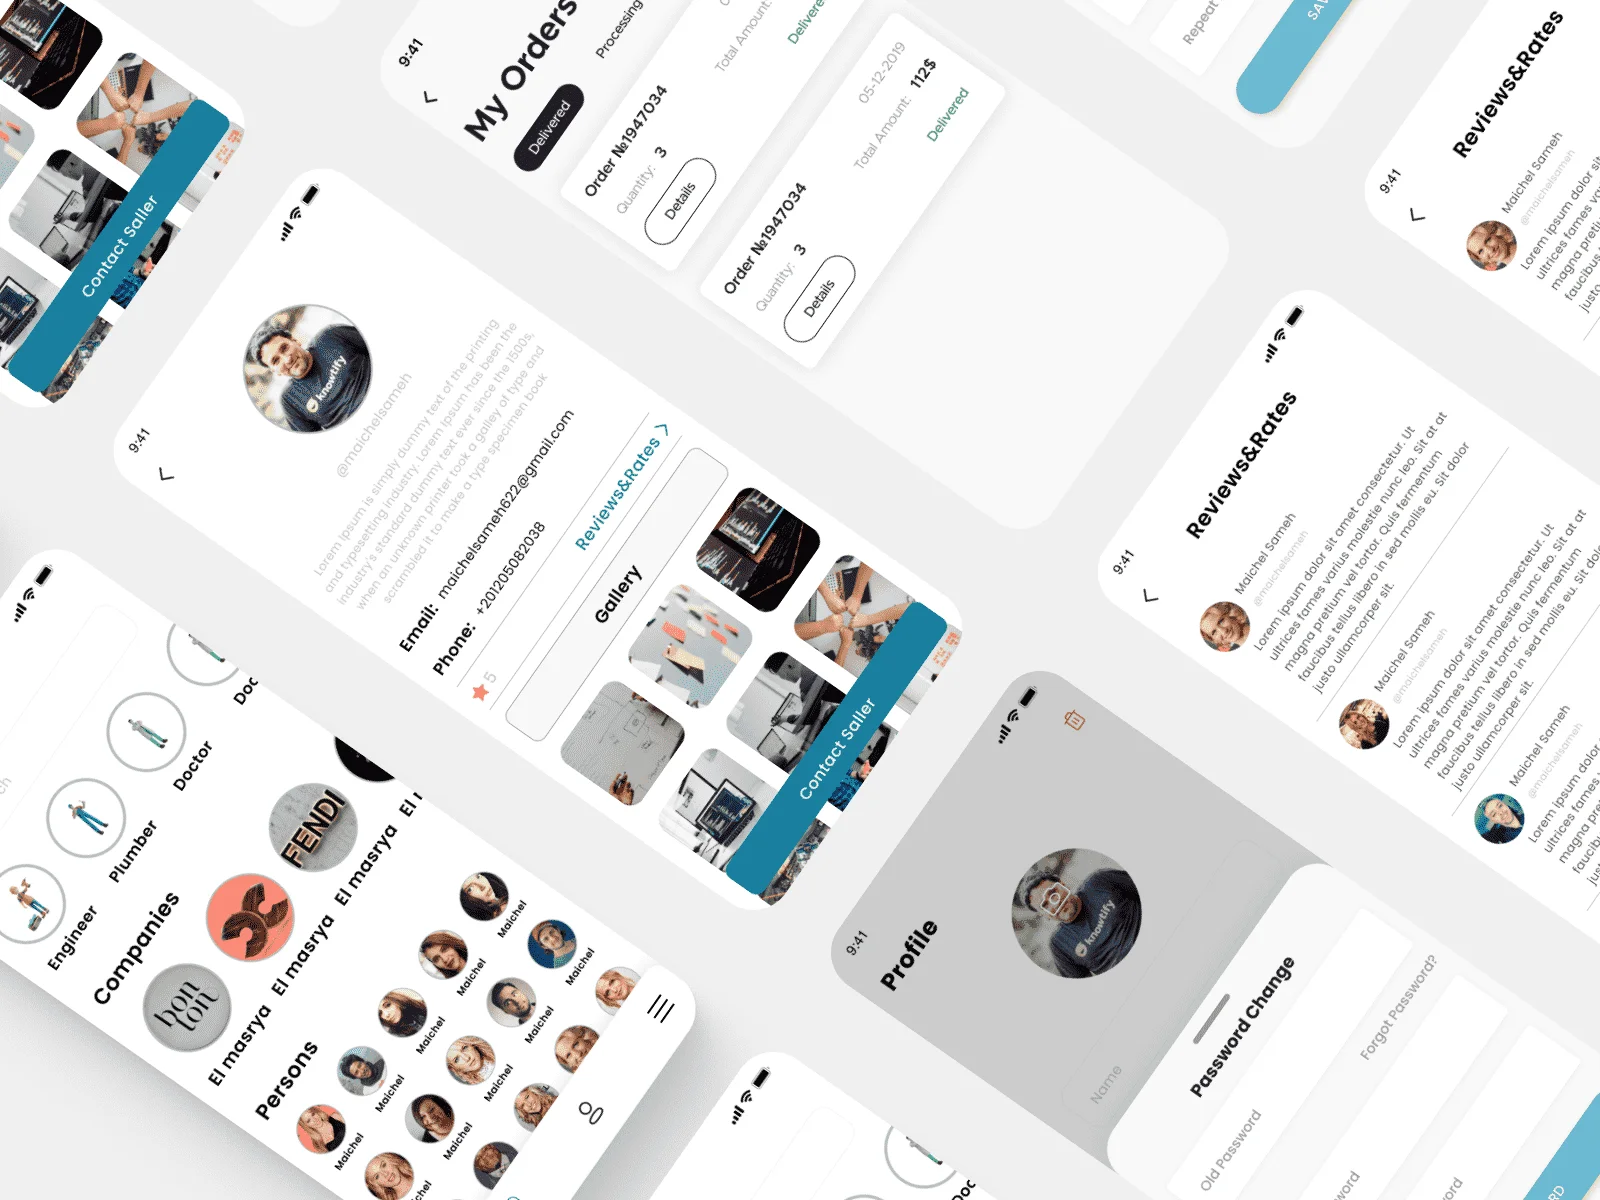 Contact Saller
9:41
My Orders
Delivered
Processing
Total Amount:
Delivered
Order №1947034
Quantity: 3
Details
05-12-2019
Total Amount: 112$
Delivered
Order №1947034
Quantity: 3
Details
Repeat
9:41
Reviews&Rates
Maichel Sameh
@maichelsameh
Lorem ipsum dolor sit
ultrices fames
magna
faucibus
justo
9:41
knowtify
@maichelsameh
Lorem Ipsum is simply dummy text of the printing
and typesetting industry. Lorem Ipsum has been the
industry's standard dummy text ever since the 1500s,
when an unknown printer took a galley of type and
scrambled it to make a type specimen book
Email: maichelsameh622@gmail.com
Phone: +201205082038
5
Reviews&Rates
Gallery
Contact Saller
9:41
Reviews&Rates
Maichel Sameh
@maichelsameh
Lorem ipsum dolor sit amet consectetur. Ut
ultrices fames varius molestie nunc leo. Sit at at
magna pretium vel tortor. Quis fermentum
faucibus tellus libero in sed mollis eu. Sit dolor
justo ullamcorper sit.
Maichel Sameh
@maichelsameh
Lorem ipsum dolor sit amet consectetur. Ut
ultrices fames varius molestie nunc leo. Sit at at
magna pretium vel tortor. Quis fermentum
faucibus tellus libero in sed mollis eu. Sit dolor
justo ullamcorper sit.
Maichel Sameh
@maichelsameh
Lorem ipsum dolor
ultrices fames
magna
faucibus
Engineer
Plumber
Doctor
Doc
Companies
bon
ton
FENDI
El masrya
El masrya
El masrya
Persons
Maichel
Maichel
Maichel
Maichel
Maichel
Maichel
Maichel
Maichel
Maichel
9:41
Profile
knowtify
Name
Password Change
Old Password
Forgot Password?